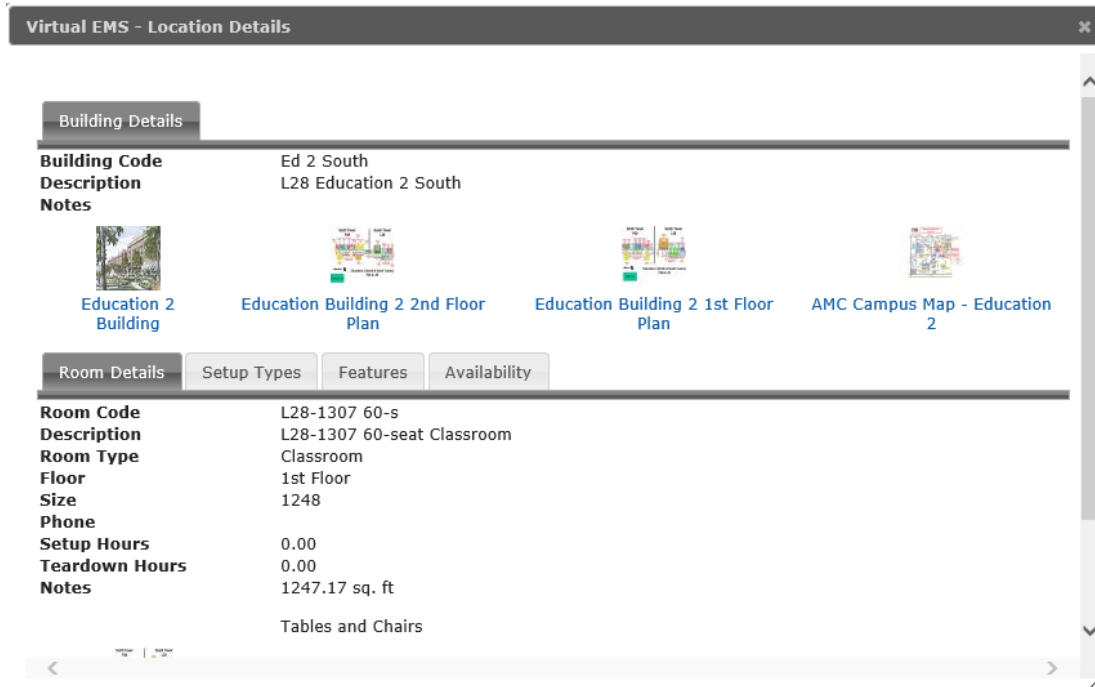 Virtual EMS - Location Details
Building Details
Building Code Ed 2 South
Description L28 Education 2 South
Notes
Education 2
Building
Education Building 2 2nd Floor
Plan
Education Building 2 1st Floor
Plan
AMC Campus Map - Education
2
Room Details Setup Types Features Availability
Room Code L28-1307 60-s
Description L28-1307 60-seat Classroom
Room Type Classroom
Floor 1st Floor
Size 1248
Phone
Setup Hours 0.00
Teardown Hours 0.00
Notes 1247.17 sq. ft
Tables and Chairs